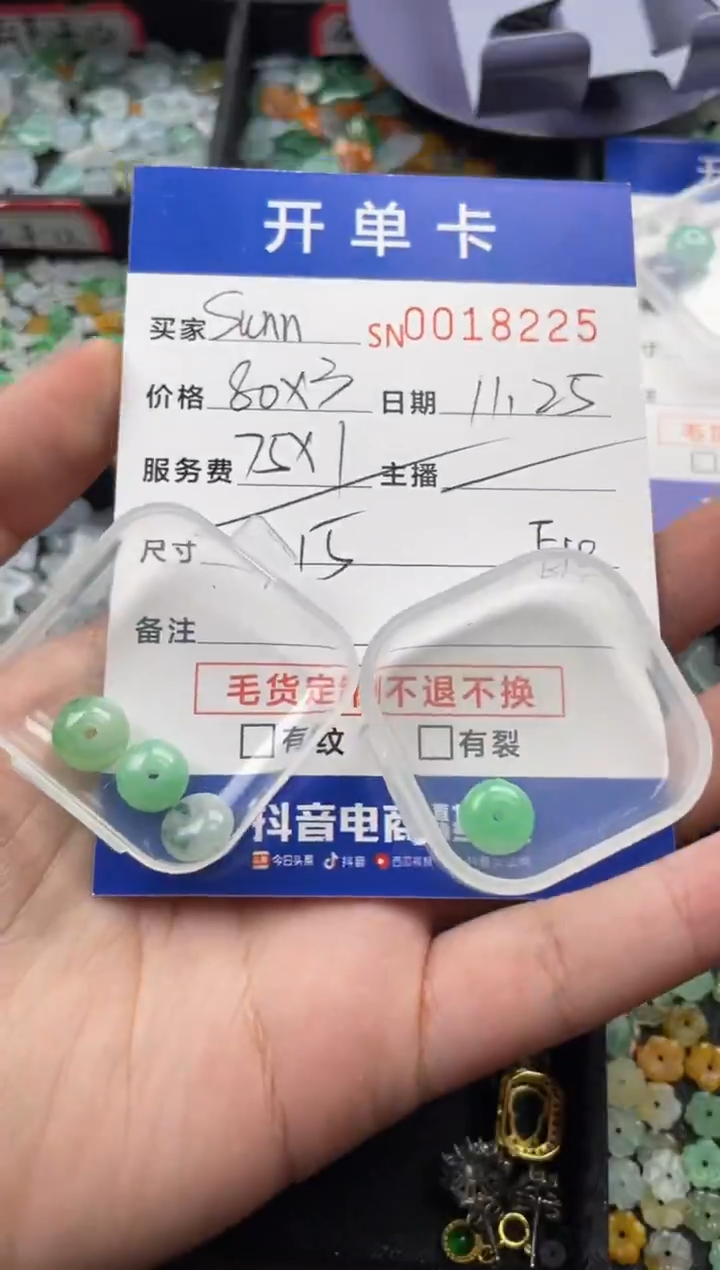 开单卡
买家 Sunn SN0018225
价格 80X3 日期 11.25
服务费 75X1 主播
尺寸 15
备注
毛货定制不退不换
□有纹 □有裂
抖音电商
今日头条 抖音 西瓜视频